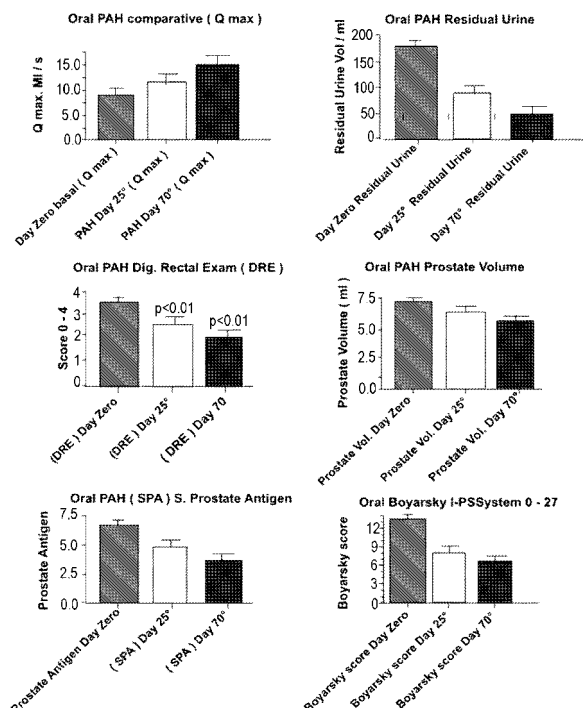 Oral PAH comparative ( Q max )
Q max. Ml / s
15.0
10.0
5.0
0.0
Day Zero basal ( Q max )
PAH Day 25° ( Q max )
PAH Day 70° ( Q max )
Oral PAH Residual Urine
Residual Urine Vol / ml
200
150
100
50
0
Day Zero Residual Urine
Day 25° Residual Urine
Day 70° Residual Urine
Oral PAH Dig. Rectal Exam ( DRE )
Score 0 - 4
4
3
2
1
0
p<0.01
p<0.01
(DRE ) Day Zero
(DRE ) Day 25°
( DRE ) Day 70
Oral PAH Prostate Volume
Prostate Volume ( ml )
7.5
5.0
2.5
0.0
Prostate Vol. Day Zero
Prostate Vol. Day 25°
Prostate Vol. Day 70°
Oral PAH ( SPA ) S. Prostate Antigen
Prostate Antigen
7.5
5.0
2.5
0.0
Prostate Antigen Day Zero
( SPA ) Day 25°
( SPA ) Day 70°
Oral Boyarsky I-PSSystem 0 - 27
Boyarsky score
12
9
6
3
0
Boyarsky score Day Zero
Boyarsky score Day 25°
Boyarsky score Day 70°